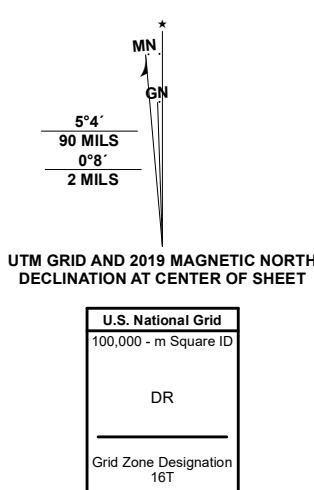 ★
MN
GN
5°4´
90 MILS
0°8´
2 MILS
UTM GRID AND 2019 MAGNETIC NORTH
DECLINATION AT CENTER OF SHEET
U.S. National Grid
100,000 - m Square ID
DR
Grid Zone Designation
16T